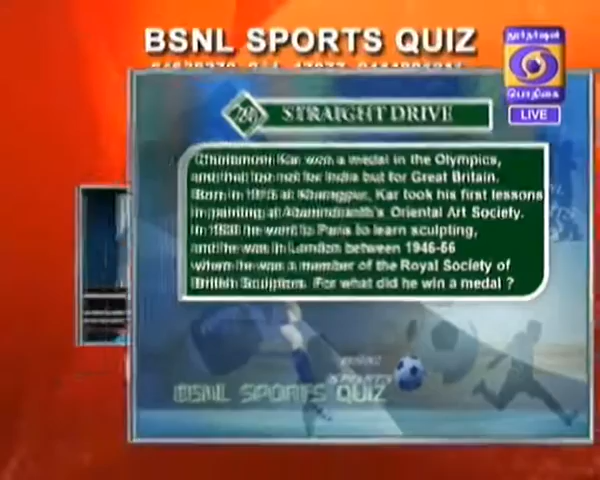 BSNL SPORTS QUIZ
தூர்தர்ஷன்
பொதிகை
LIVE
STRAIGHT DRIVE
Chintamoni Kar won a medal in the Olympics,
and that too not for India but for Great Britain.
Born in 1915 at Kharagpur, Kar took his first lessons
in painting at Abanindranath's Oriental Art Society.
In 1938 he went to Paris to learn sculpting,
and he was in London between 1946-56
when he was a member of the Royal Society of
British Sculptors. For what did he win a medal ?
BSNL SPORTS QUIZ